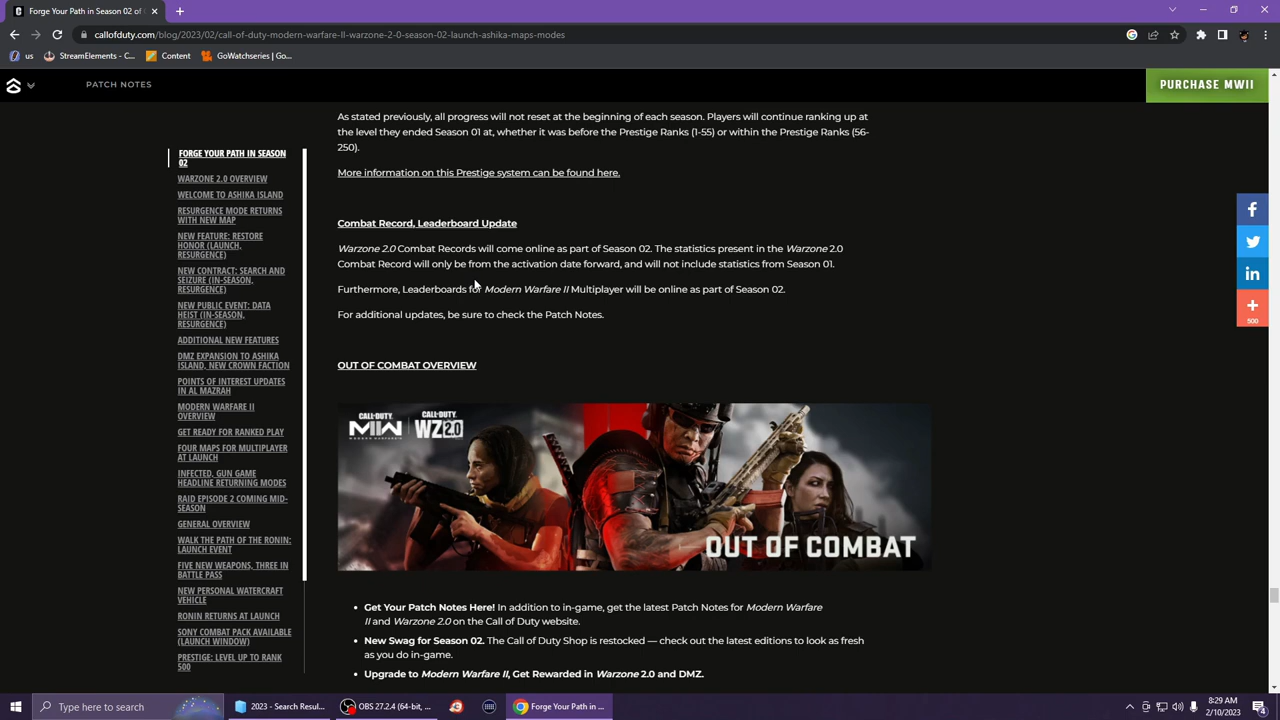 Forge Your Path in
callofduty.com/blog/2023/02/call-of-duty-modern-warfare-II-warzone-2-0-season-02-launch-ashika-maps-modes
us
StreamElements - C...
Content
GoWatchseries | Go...
PATCH NOTES
PURCHASE MWII
FORGE YOUR PATH IN SEASON
02
WARZONE 2.0 OVERVIEW
WELCOME TO ASHIKA ISLAND
RESURGENCE MODE RETURNS
WITH NEW MAP
NEW FEATURE: RESTORE
HONOR (LAUNCH,
RESURGENCE)
NEW CONTRACT: SEARCH AND
SEIZURE (IN-SEASON,
RESURGENCE)
NEW PUBLIC EVENT: DATA
HEIST (IN-SEASON,
RESURGENCE)
ADDITIONAL NEW FEATURES
DMZ EXPANSION TO ASHIKA
ISLAND, NEW CROWN FACTION
POINTS OF INTEREST UPDATES
IN AL MAZRAH
MODERN WARFARE II
OVERVIEW
GET READY FOR RANKED PLAY
FOUR MAPS FOR MULTIPLAYER
AT LAUNCH
INFECTED, GUN GAME
HEADLINE RETURNING MODES
RAID EPISODE 2 COMING MID-
SEASON
GENERAL OVERVIEW
WALK THE PATH OF THE RONIN:
LAUNCH EVENT
FIVE NEW WEAPONS, THREE IN
BATTLE PASS
NEW PERSONAL WATERCRAFT
VEHICLE
RONIN RETURNS AT LAUNCH
SONY COMBAT PACK AVAILABLE
(LAUNCH WINDOW)
PRESTIGE: LEVEL UP TO RANK
500
As stated previously, all progress will not reset at the beginning of each season. Players will continue ranking up at
the level they ended Season 01 at, whether it was before the Prestige Ranks (1-55) or within the Prestige Ranks (56-
250).
More information on this Prestige system can be found here.
Combat Record, Leaderboard Update
Warzone 2.0 Combat Records will come online as part of Season 02. The statistics present in the Warzone 2.0
Combat Record will only be from the activation date forward, and will not include statistics from Season 01.
Furthermore, Leaderboards for Modern Warfare II Multiplayer will be online as part of Season 02.
For additional updates, be sure to check the Patch Notes.
OUT OF COMBAT OVERVIEW
CALL OF DUTY
MWII
CALL OF DUTY
WZ2.0
OUT OF COMBAT
Get Your Patch Notes Here! In addition to in-game, get the latest Patch Notes for Modern Warfare
II and Warzone 2.0 on the Call of Duty website.
New Swag for Season 02. The Call of Duty Shop is restocked — check out the latest editions to look as fresh
as you do in-game.
Upgrade to Modern Warfare II, Get Rewarded in Warzone 2.0 and DMZ.
500
Type here to search
2023 - Search Resul...
OBS 27.2.4 (64-bit, ...
Forge Your Path in ...
8:29 AM
2/10/2023
4